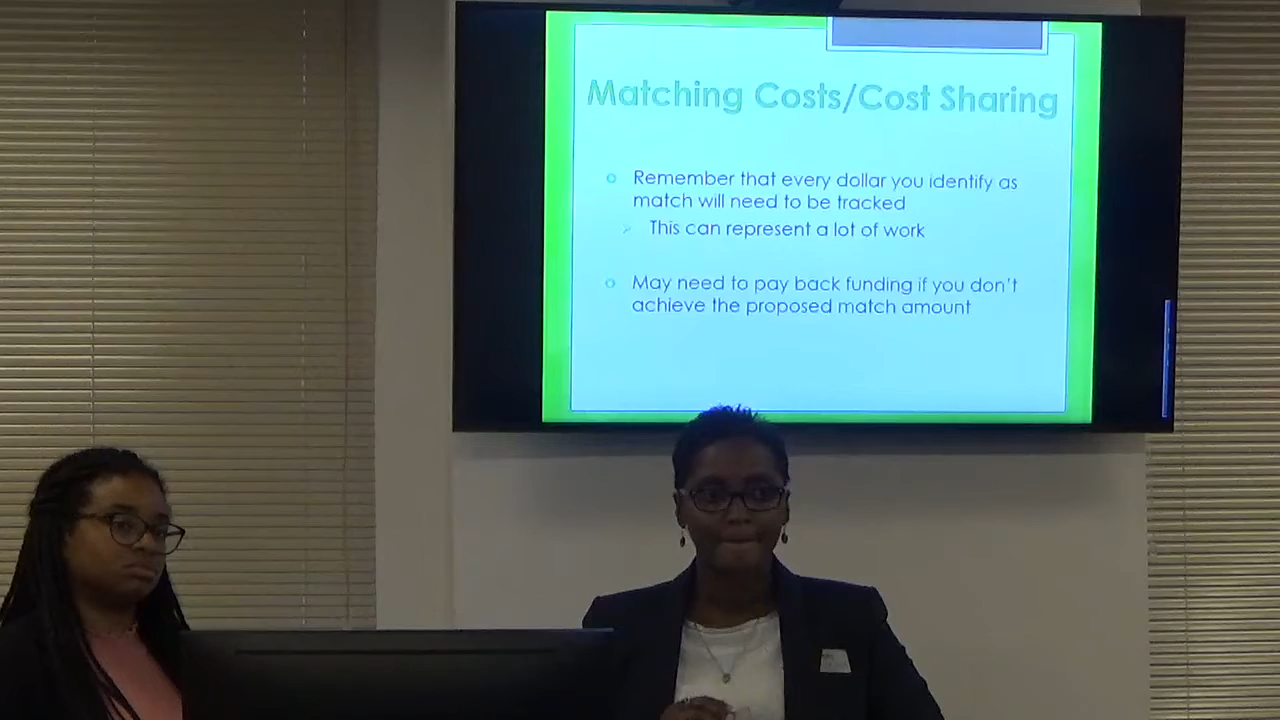 Matching Costs/Cost Sharing
Remember that every dollar you identify as
match will need to be tracked
This can represent a lot of work
May need to pay back funding if you don't
achieve the proposed match amount